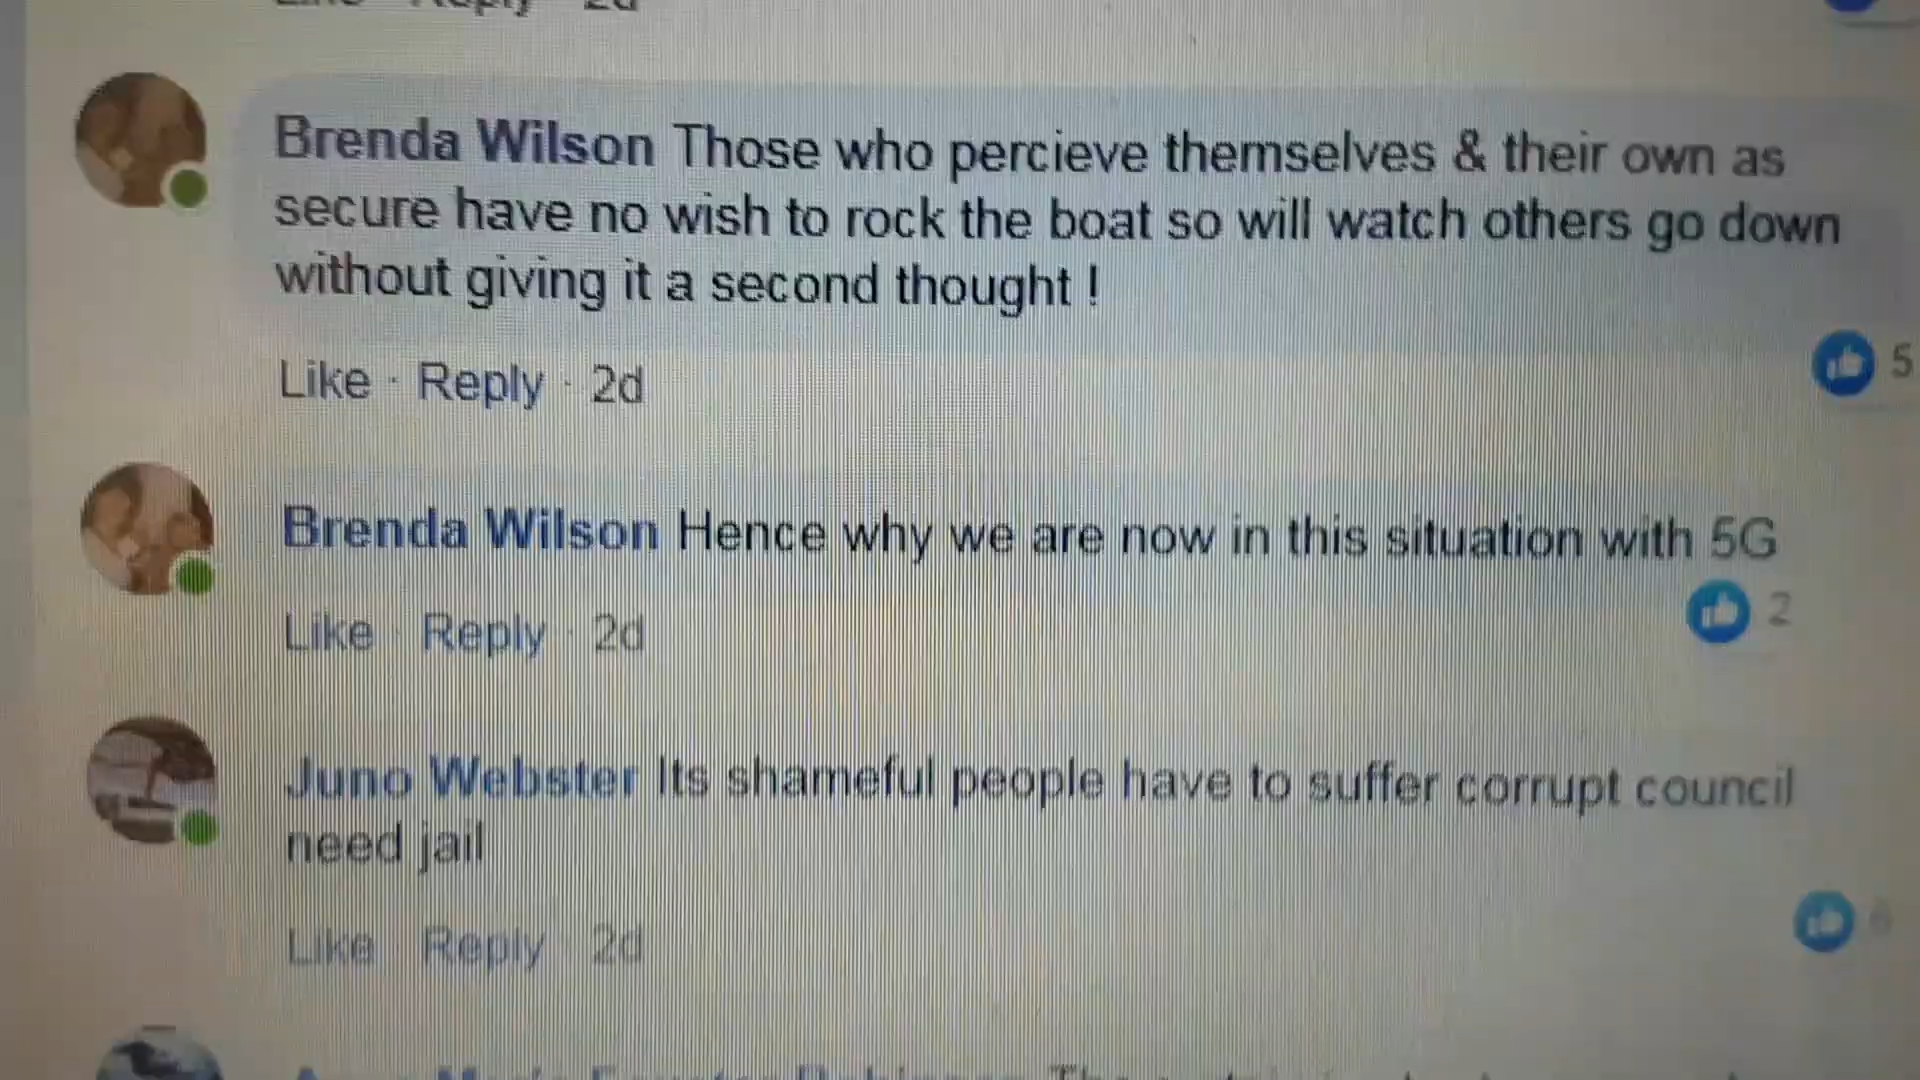 Like Reply 2d
Brenda Wilson Those who percieve themselves & their own as
secure have no wish to rock the boat so will watch others go down
without giving it a second thought !
Like · Reply · 2d
5
Brenda Wilson Hence why we are now in this situation with 5G
2
Like · Reply · 2d
Juno Webster Its shameful people have to suffer corrupt council
need jail
Like Reply 2d